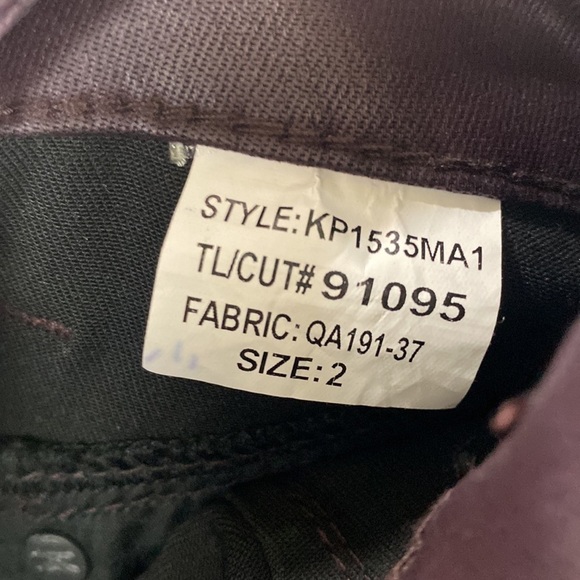 STYLE: KP1535MA1
TL/CUT# 91095
FABRIC: QA191-37
SIZE: 2